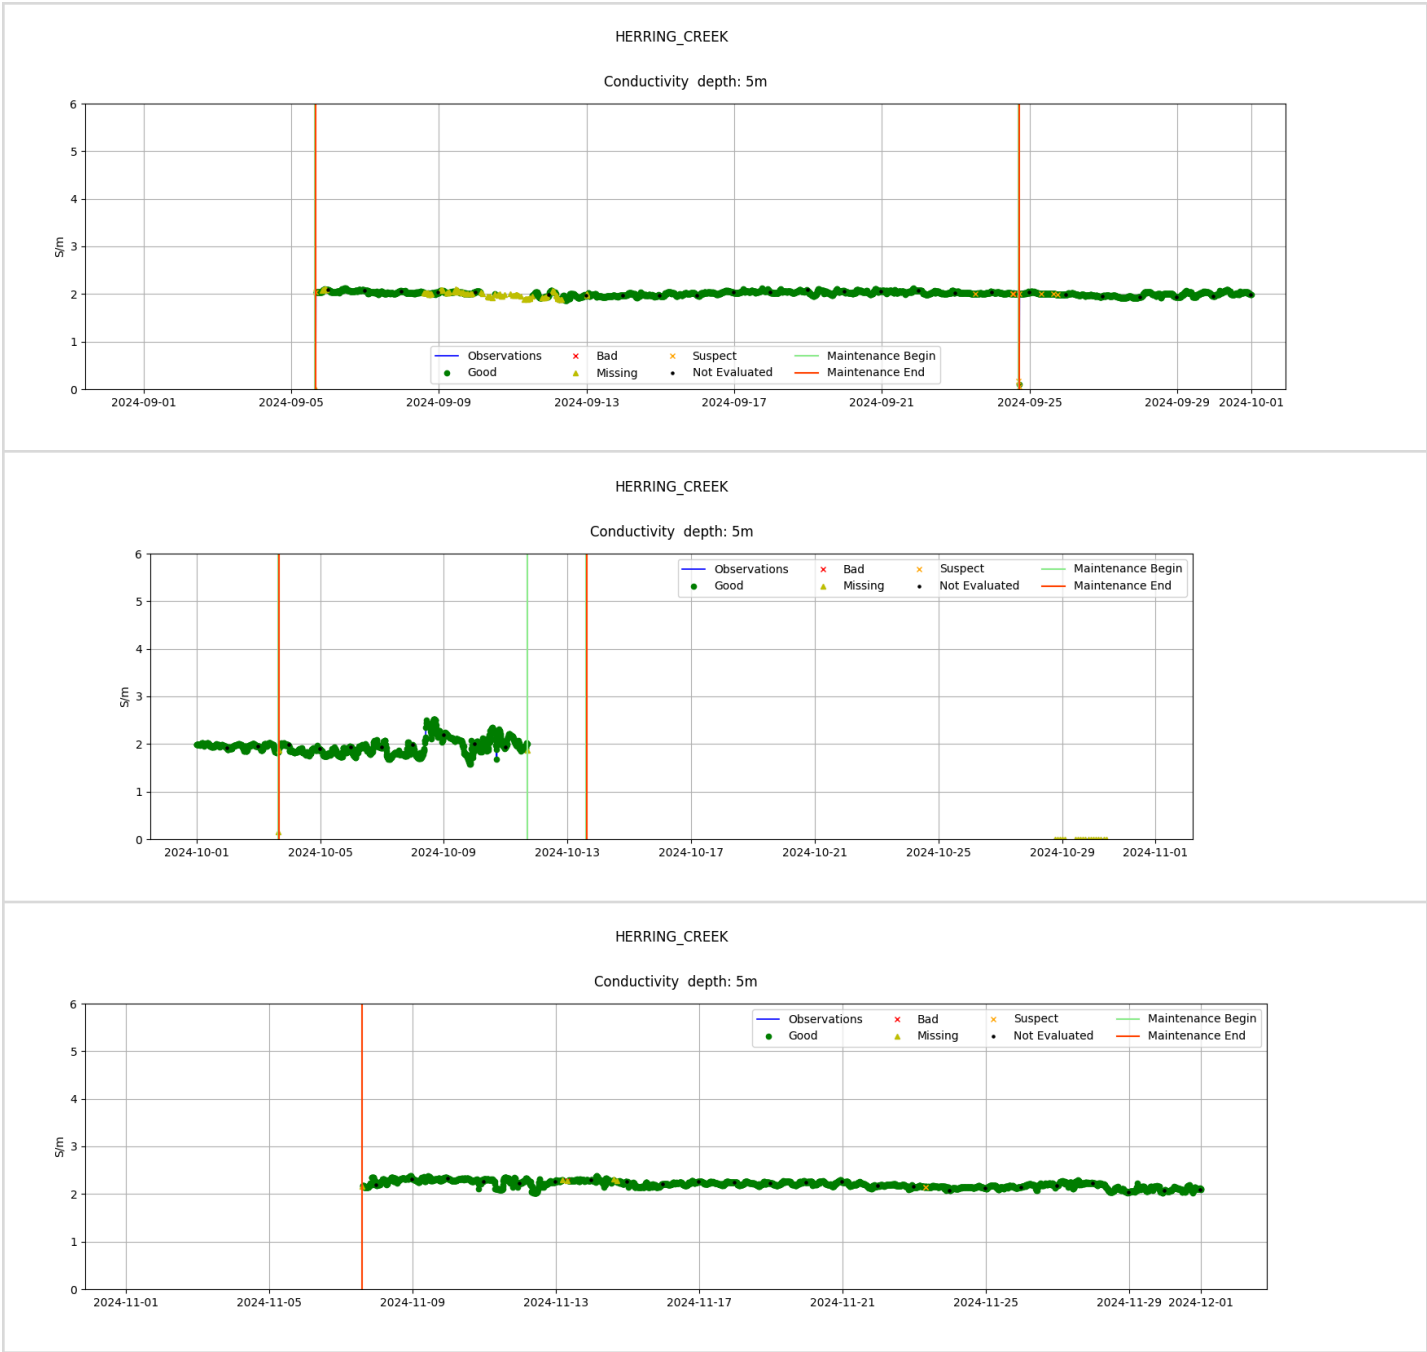 HERRING_CREEK
Conductivity  depth: 5m
6
5
4
3
2
1
0
S/m
Observations Bad Suspect Maintenance Begin
Good Missing Not Evaluated Maintenance End
2024-09-01 2024-09-05 2024-09-09 2024-09-13 2024-09-17 2024-09-21 2024-09-25 2024-09-29 2024-10-01
HERRING_CREEK
Conductivity  depth: 5m
6
5
4
3
2
1
0
S/m
Observations Bad Suspect Maintenance Begin
Good Missing Not Evaluated Maintenance End
2024-10-01 2024-10-05 2024-10-09 2024-10-13 2024-10-17 2024-10-21 2024-10-25 2024-10-29 2024-11-01
HERRING_CREEK
Conductivity  depth: 5m
6
5
4
3
2
1
0
S/m
Observations Bad Suspect Maintenance Begin
Good Missing Not Evaluated Maintenance End
2024-11-01 2024-11-05 2024-11-09 2024-11-13 2024-11-17 2024-11-21 2024-11-25 2024-11-29 2024-12-01